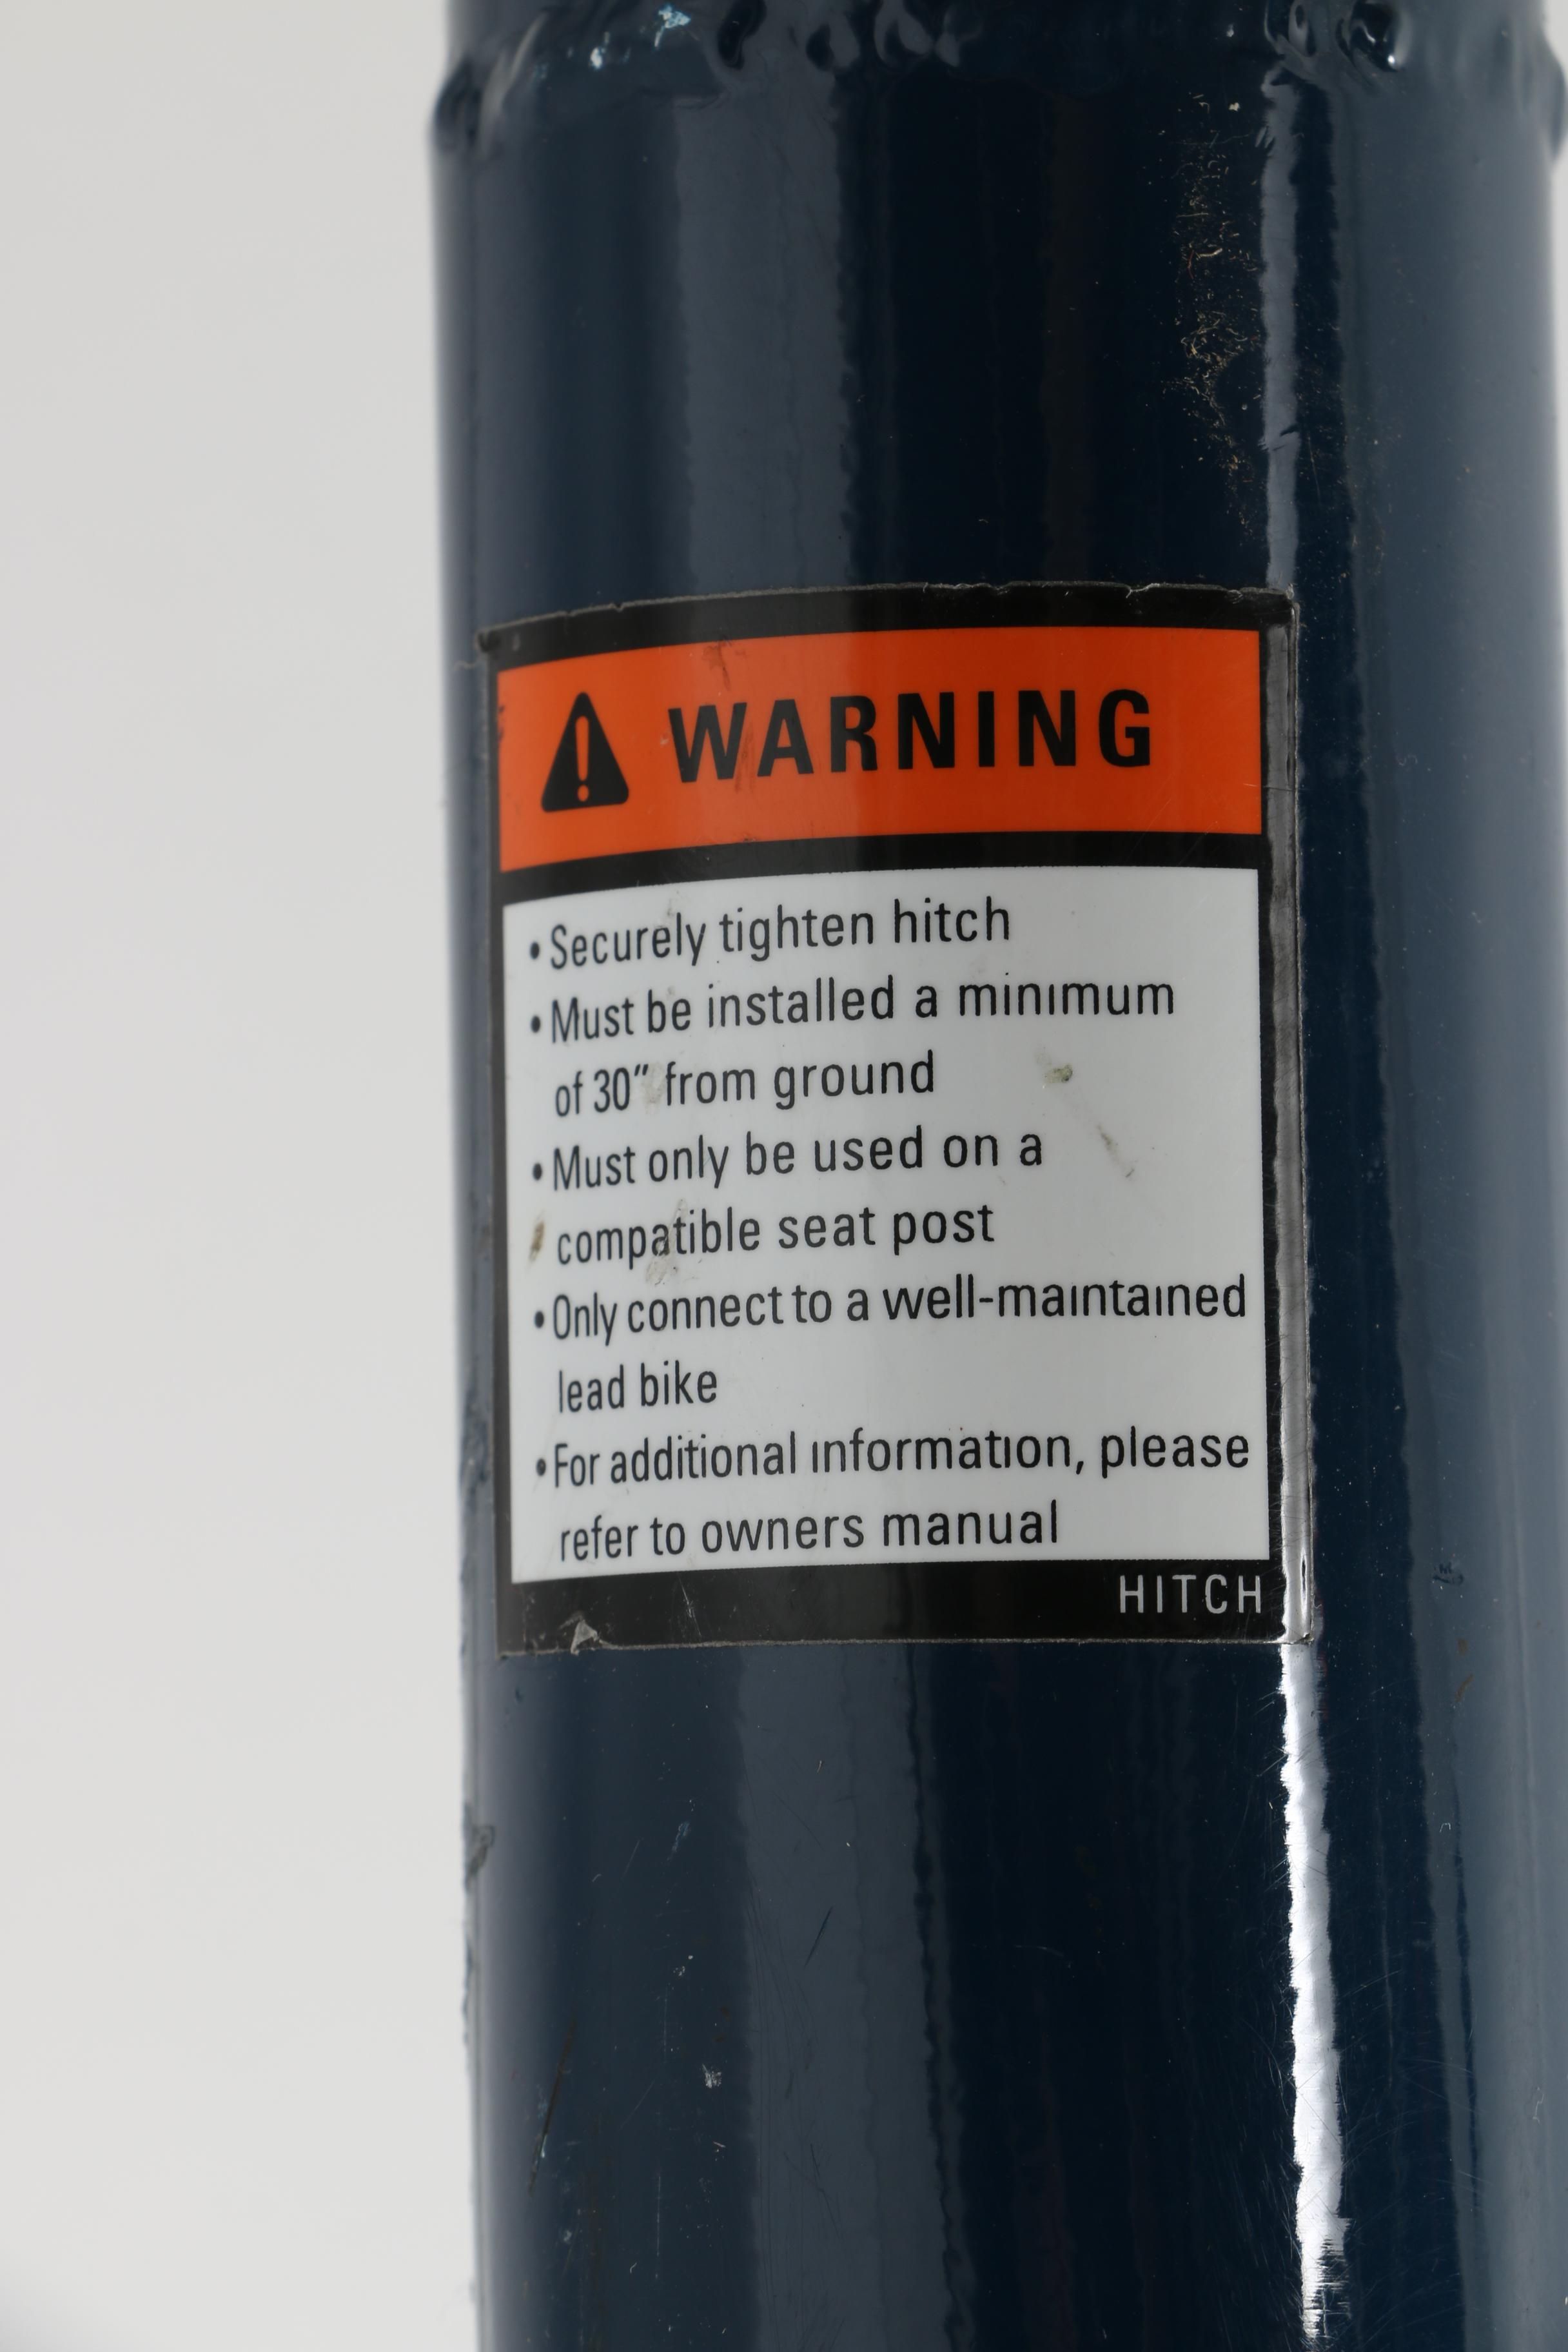 WARNING
• Securely tighten hitch
• Must be installed a minimum
of 30" from ground
• Must only be used on a
compatible seat post
• Only connect to a well-maintained
lead bike
• For additional information, please
refer to owners manual
HITCH